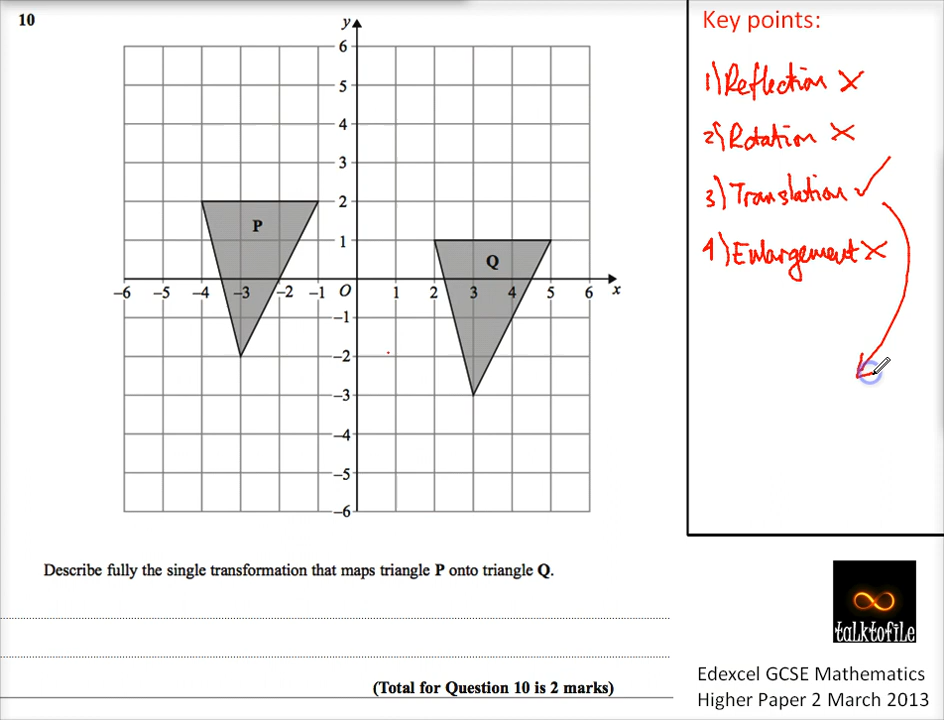 10
y
6
5
4
3
2
1
P
Q
-6 -5 -4 -3 -2 -1 O 1 2 3 4 5 6 x
-1
-2
-3
-4
-5
-6
Describe fully the single transformation that maps triangle P onto triangle Q.
(Total for Question 10 is 2 marks)
Key points:
1) Reflection ×
2) Rotation ×
3) Translation ✓
4) Enlargement ×
talktofile
Edexcel GCSE Mathematics
Higher Paper 2 March 2013